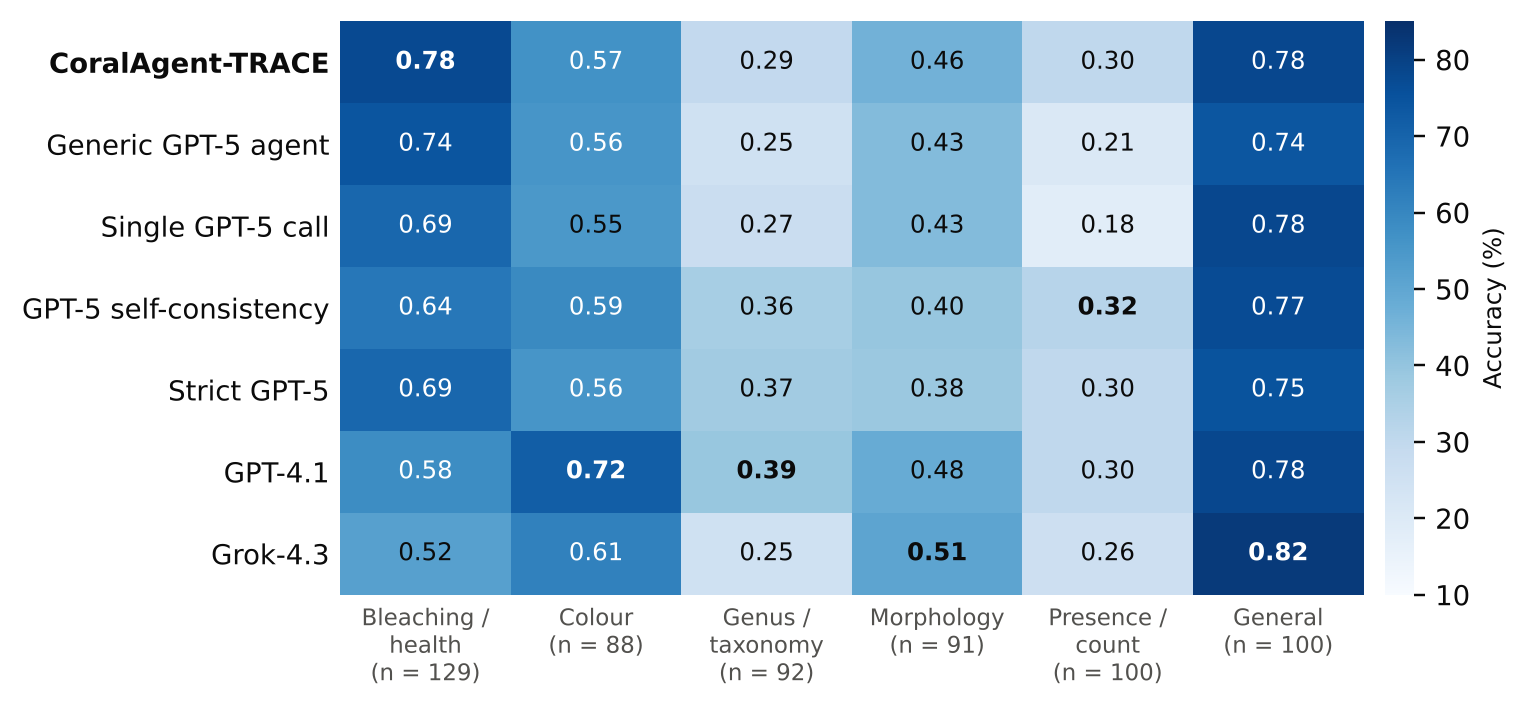 CoralAgent-TRACE 0.78 0.57 0.29 0.46 0.30 0.78
Generic GPT-5 agent 0.74 0.56 0.25 0.43 0.21 0.74
Single GPT-5 call 0.69 0.55 0.27 0.43 0.18 0.78
GPT-5 self-consistency 0.64 0.59 0.36 0.40 0.32 0.77
Strict GPT-5 0.69 0.56 0.37 0.38 0.30 0.75
GPT-4.1 0.58 0.72 0.39 0.48 0.30 0.78
Grok-4.3 0.52 0.61 0.25 0.51 0.26 0.82
Bleaching /
health
(n = 129)
Colour
(n = 88)
Genus /
taxonomy
(n = 92)
Morphology
(n = 91)
Presence /
count
(n = 100)
General
(n = 100)
80
70
60
50
40
30
20
10
Accuracy (%)